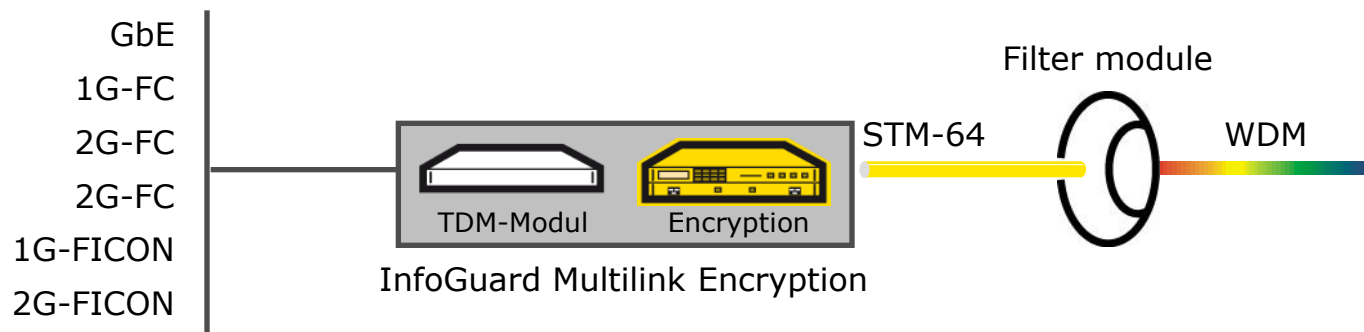 GbE
1G-FC
2G-FC
2G-FC
1G-FICON
2G-FICON
TDM-Modul
Encryption
InfoGuard Multilink Encryption
STM-64
Filter module
WDM